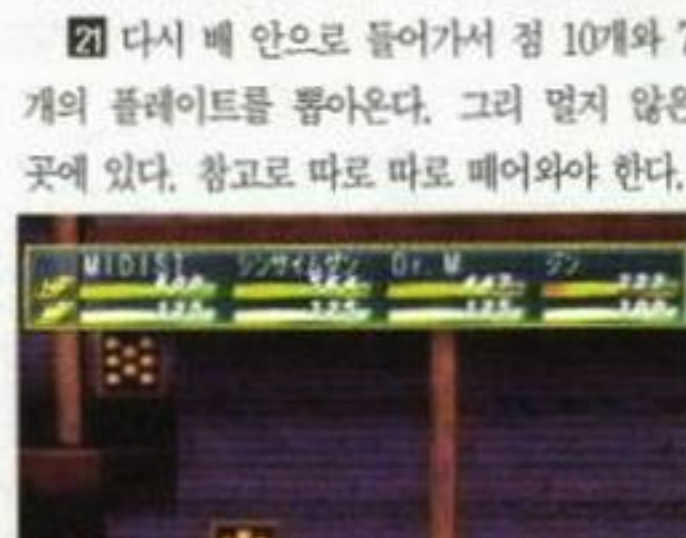 21 다시 배 안으로 들어가서 점 10개와 7
개의 플레이트를 뽑아온다. 그리 멀지 않은
곳에 있다. 참고로 따로 따로 떼어와야 한다.
MIDISI Dr. M ジン